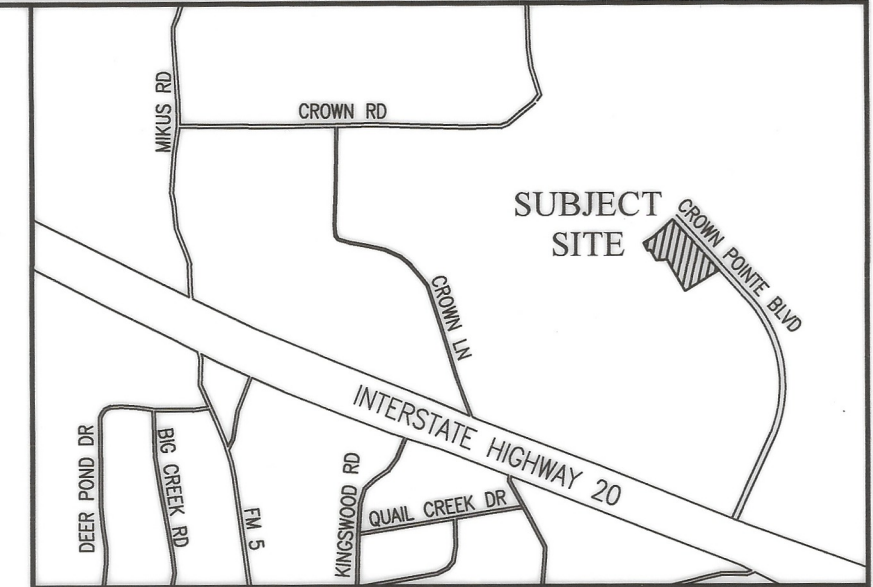 MIKUS RD
CROWN RD
SUBJECT
SITE
CROWN POINTE BLVD
CROWN LN
INTERSTATE HIGHWAY 20
DEER POND DR
BIG CREEK RD
FM 5
KINGSWOOD RD
QUAIL CREEK DR